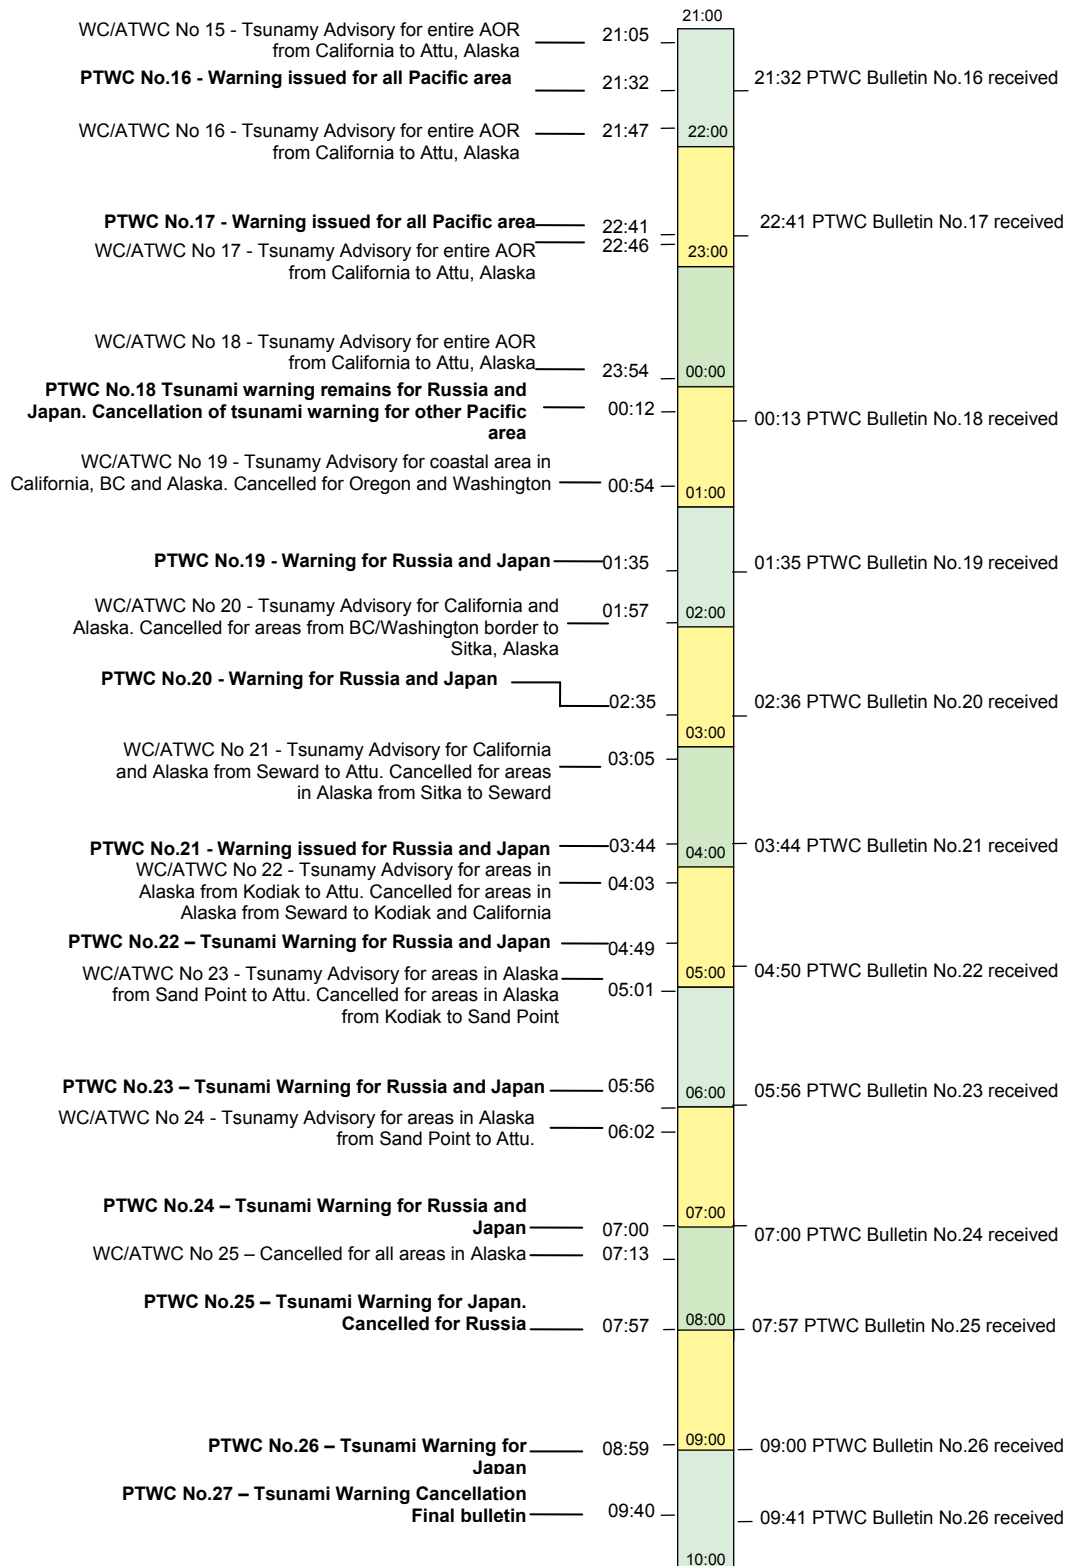 21:00
WC/ATWC No 15 - Tsunamy Advisory for entire AOR
from California to Attu, Alaska
21:05
PTWC No.16 - Warning issued for all Pacific area
21:32
21:32 PTWC Bulletin No.16 received
WC/ATWC No 16 - Tsunamy Advisory for entire AOR
from California to Attu, Alaska
21:47
22:00
PTWC No.17 - Warning issued for all Pacific area
22:41
22:41 PTWC Bulletin No.17 received
WC/ATWC No 17 - Tsunamy Advisory for entire AOR
from California to Attu, Alaska
22:46
23:00
WC/ATWC No 18 - Tsunamy Advisory for entire AOR
from California to Attu, Alaska
23:54
00:00
PTWC No.18 Tsunami warning remains for Russia and
Japan. Cancellation of tsunami warning for other Pacific
area
00:12
00:13 PTWC Bulletin No.18 received
WC/ATWC No 19 - Tsunamy Advisory for coastal area in
California, BC and Alaska. Cancelled for Oregon and Washington
00:54
01:00
PTWC No.19 - Warning for Russia and Japan
01:35
01:35 PTWC Bulletin No.19 received
WC/ATWC No 20 - Tsunamy Advisory for California and
Alaska. Cancelled for areas from BC/Washington border to
Sitka, Alaska
01:57
02:00
PTWC No.20 - Warning for Russia and Japan
02:35
02:36 PTWC Bulletin No.20 received
03:00
WC/ATWC No 21 - Tsunamy Advisory for California
and Alaska from Seward to Attu. Cancelled for areas
in Alaska from Sitka to Seward
03:05
PTWC No.21 - Warning issued for Russia and Japan
03:44
04:00
03:44 PTWC Bulletin No.21 received
WC/ATWC No 22 - Tsunamy Advisory for areas in
Alaska from Kodiak to Attu. Cancelled for areas in
Alaska from Seward to Kodiak and California
04:03
PTWC No.22 – Tsunami Warning for Russia and Japan
04:49
05:00
04:50 PTWC Bulletin No.22 received
WC/ATWC No 23 - Tsunamy Advisory for areas in Alaska
from Sand Point to Attu. Cancelled for areas in Alaska
from Kodiak to Sand Point
05:01
PTWC No.23 – Tsunami Warning for Russia and Japan
05:56
06:00
05:56 PTWC Bulletin No.23 received
WC/ATWC No 24 - Tsunamy Advisory for areas in Alaska
from Sand Point to Attu.
06:02
PTWC No.24 – Tsunami Warning for Russia and
Japan
07:00
07:00
07:00 PTWC Bulletin No.24 received
WC/ATWC No 25 – Cancelled for all areas in Alaska
07:13
PTWC No.25 – Tsunami Warning for Japan.
Cancelled for Russia
07:57
08:00
07:57 PTWC Bulletin No.25 received
PTWC No.26 – Tsunami Warning for
Japan
08:59
09:00
09:00 PTWC Bulletin No.26 received
PTWC No.27 – Tsunami Warning Cancellation
Final bulletin
09:40
09:41 PTWC Bulletin No.26 received
10:00